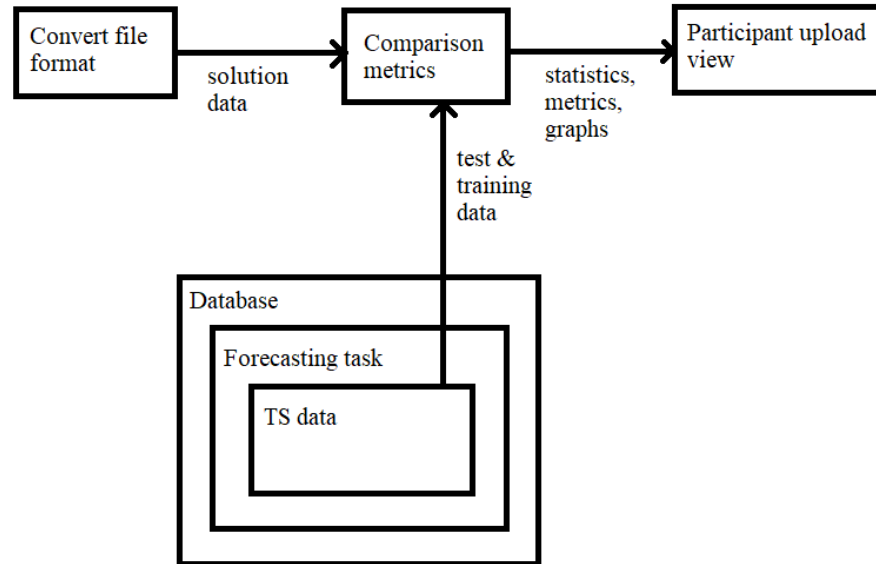 Convert file
format
solution
data
Comparison
metrics
statistics,
metrics,
graphs
Participant upload
view
test &
training
data
Database
Forecasting task
TS data